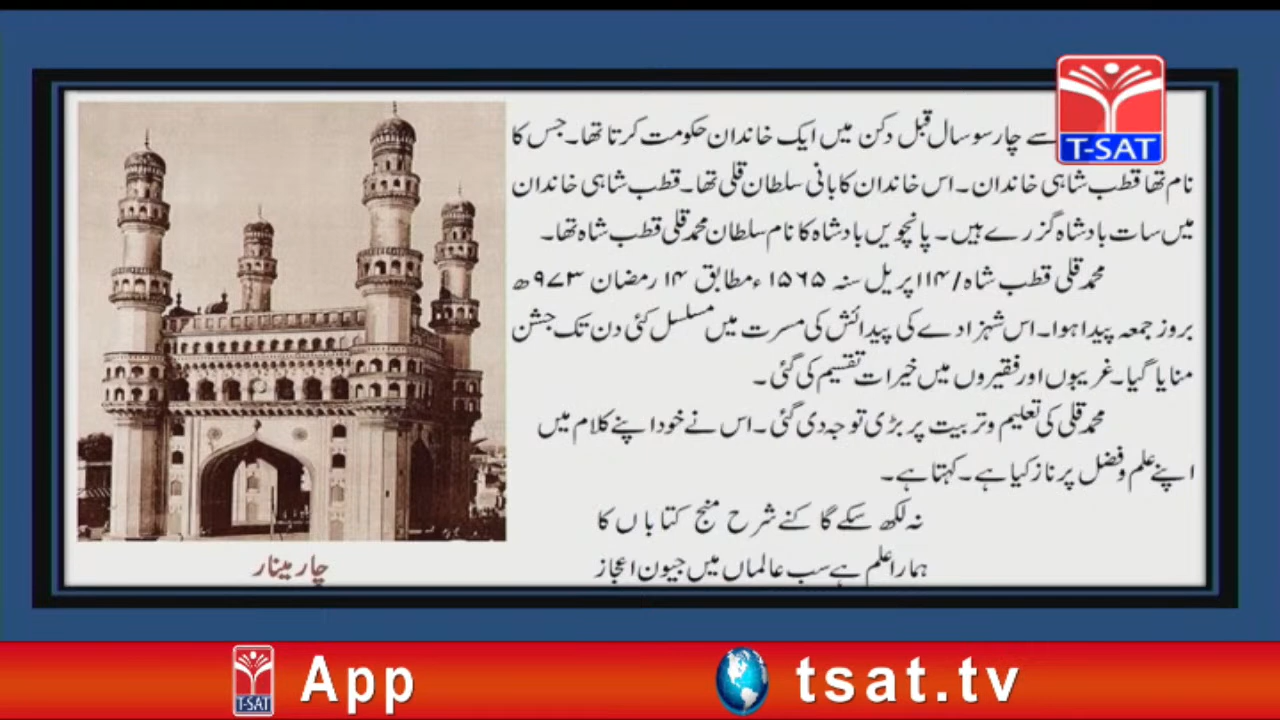 سے چار سو سال قبل دکن میں ایک خاندان حکومت کرتا تھا۔ جس کا
نام تھا قطب شاہی خاندان۔ اس خاندان کا بانی سلطان قلی تھا۔ قطب شاہی خاندان
میں سات بادشاہ گزرے ہیں۔ پانچویں بادشاہ کا نام سلطان محمد قلی قطب شاہ تھا۔
محمد قلی قطب شاہ /۱۴ اپریل سنہ ۱۵۶۵ء مطابق ۱۴ رمضان ۹۷۳ھ
بروز جمعہ پیدا ہوا۔ اس شہزادے کی پیدائش کی مسرت میں مسلسل کئی دن تک جشن
منایا گیا۔ غریبوں اور فقیروں میں خیرات تقسیم کی گئی۔
محمد قلی کی تعلیم و تربیت پر بڑی توجہ دی گئی۔ اس نے خود اپنے کلام میں
اپنے علم و فضل پر ناز کیا ہے۔ کہتا ہے۔
نہ لکھ سکے گا کنے شرح منج کتاباں کا
ہمارا علم ہے سب عالماں میں جیون اعجاز
چار مینار
T-SAT
T-SAT
App
tsat.tv